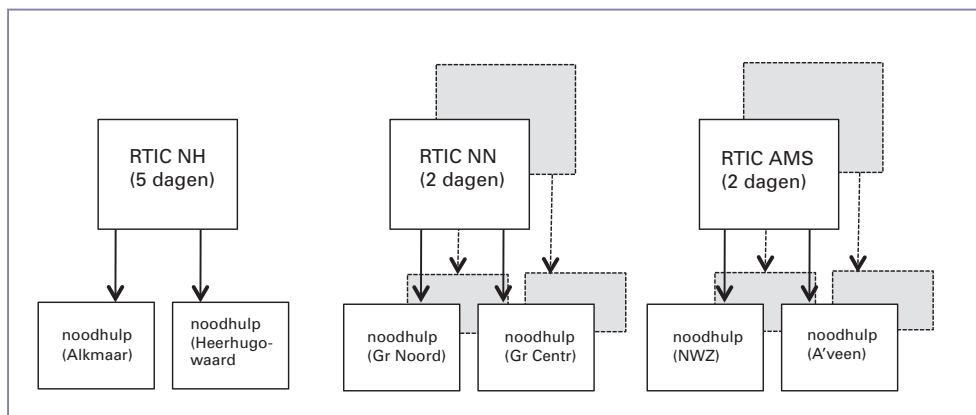 RTIC NH
(5 dagen)
RTIC NN
(2 dagen)
RTIC AMS
(2 dagen)
noodhulp
(Alkmaar)
noodhulp
(Heerhugo-
waard
noodhulp
(Gr Noord)
noodhulp
(Gr Centr)
noodhulp
(NWZ)
noodhulp
(A'veen)